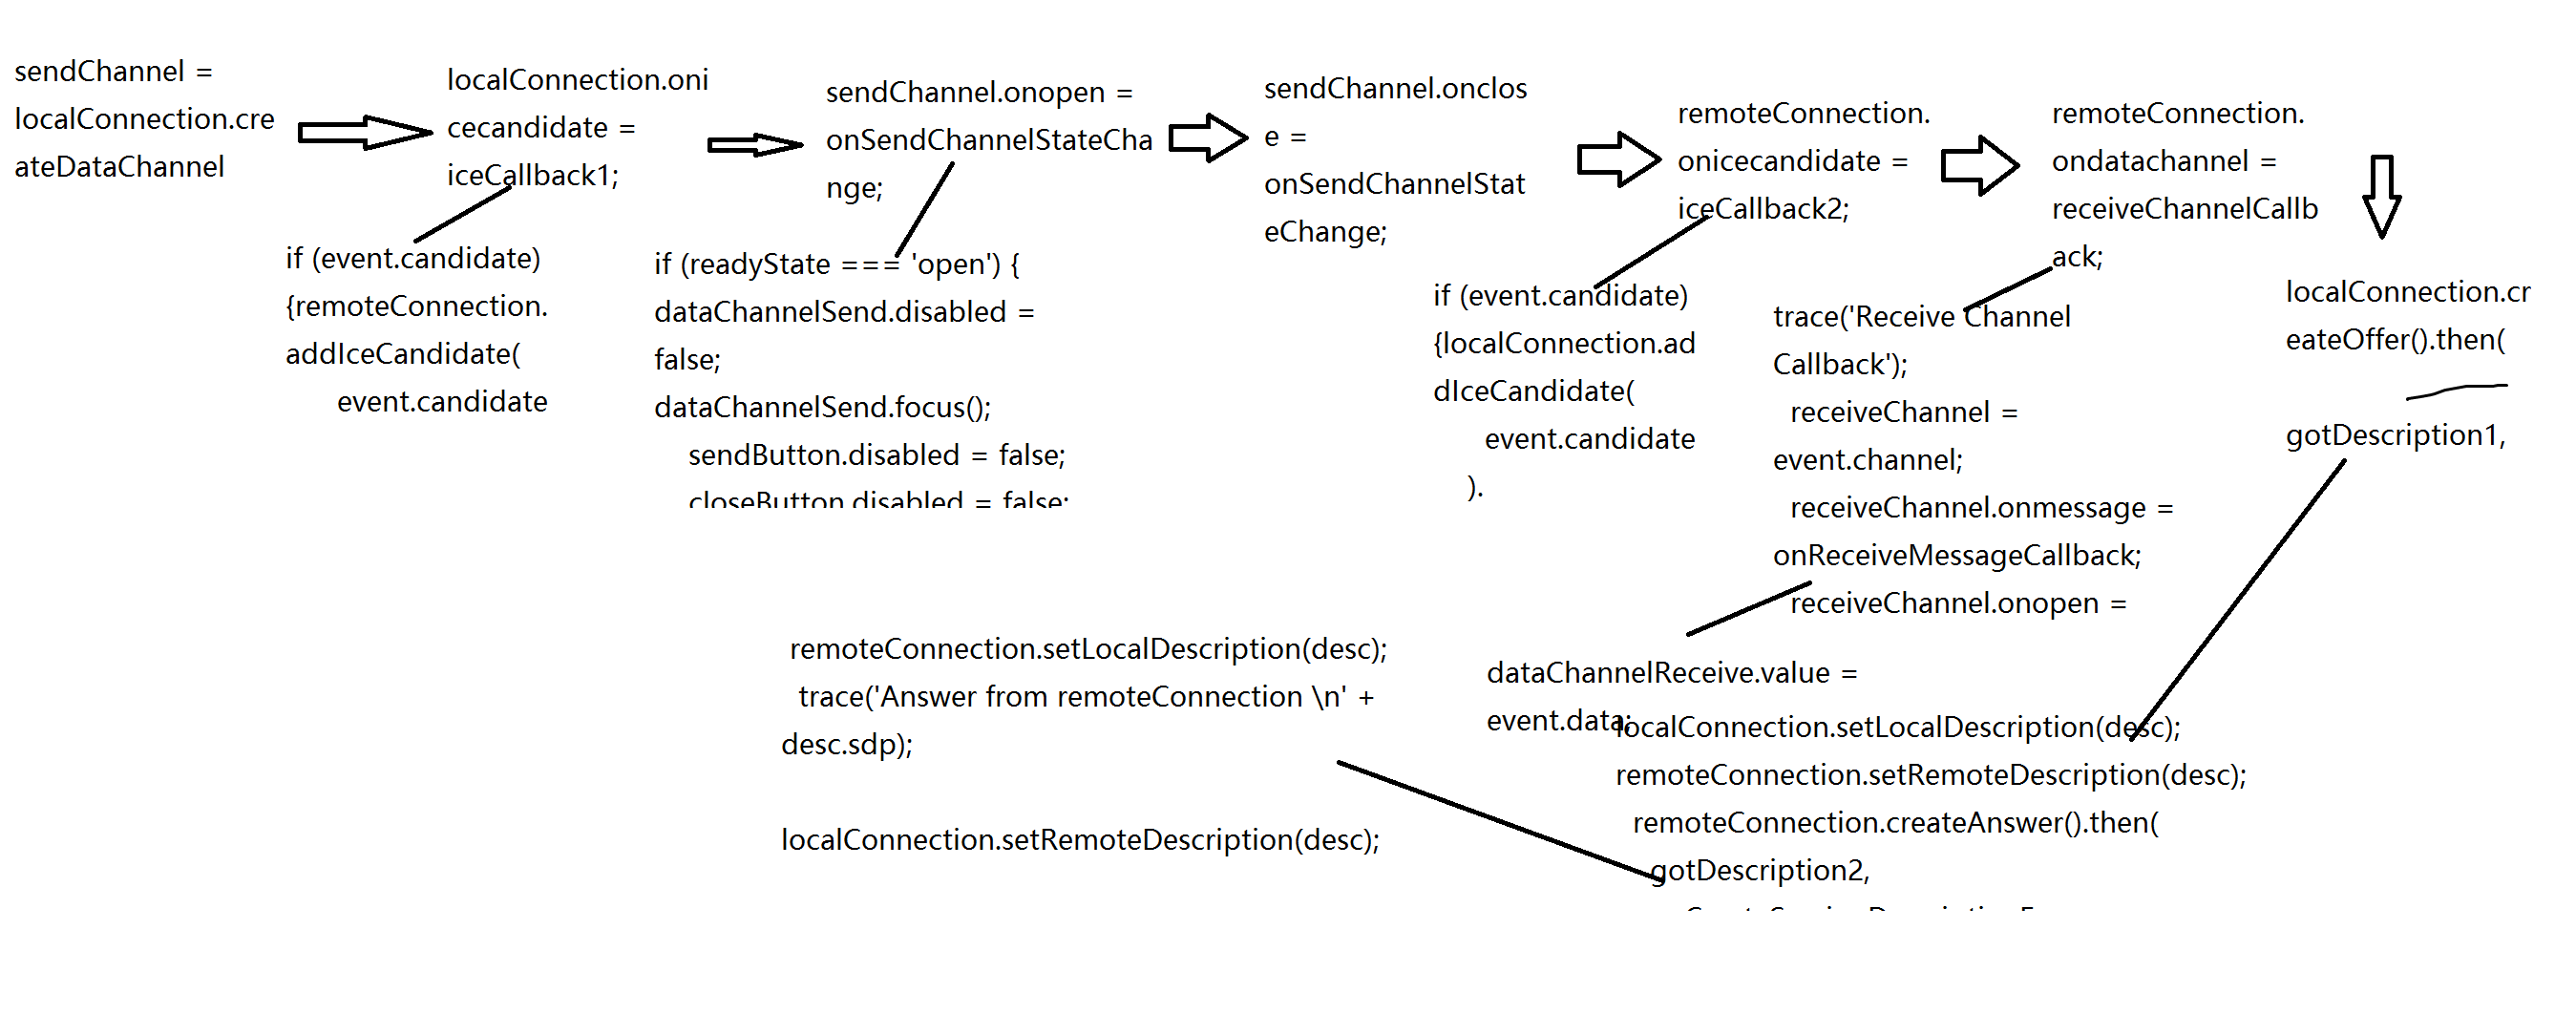 sendChannel =
localConnection.cre
ateDataChannel
localConnection.oni
cecandidate =
iceCallback1;
if (event.candidate)
{remoteConnection.
addIceCandidate(
event.candidate
sendChannel.onopen =
onSendChannelStateCha
nge;
if (readyState === 'open') {
dataChannelSend.disabled =
false;
dataChannelSend.focus();
sendButton.disabled = false;
closeButton.disabled = false;
sendChannel.onclos
e =
onSendChannelStat
eChange;
remoteConnection.
onicecandidate =
iceCallback2;
if (event.candidate)
{localConnection.ad
dIceCandidate(
event.candidate
).
remoteConnection.
ondatachannel =
receiveChannelCallb
ack;
trace('Receive Channel
Callback');
receiveChannel =
event.channel;
receiveChannel.onmessage =
onReceiveMessageCallback;
receiveChannel.onopen =
dataChannelReceive.value =
event.data;
localConnection.cr
eateOffer().then(
gotDescription1,
localConnection.setLocalDescription(desc);
remoteConnection.setRemoteDescription(desc);
remoteConnection.createAnswer().then(
gotDescription2,
remoteConnection.setLocalDescription(desc);
trace('Answer from remoteConnection \n' +
desc.sdp);
localConnection.setRemoteDescription(desc);